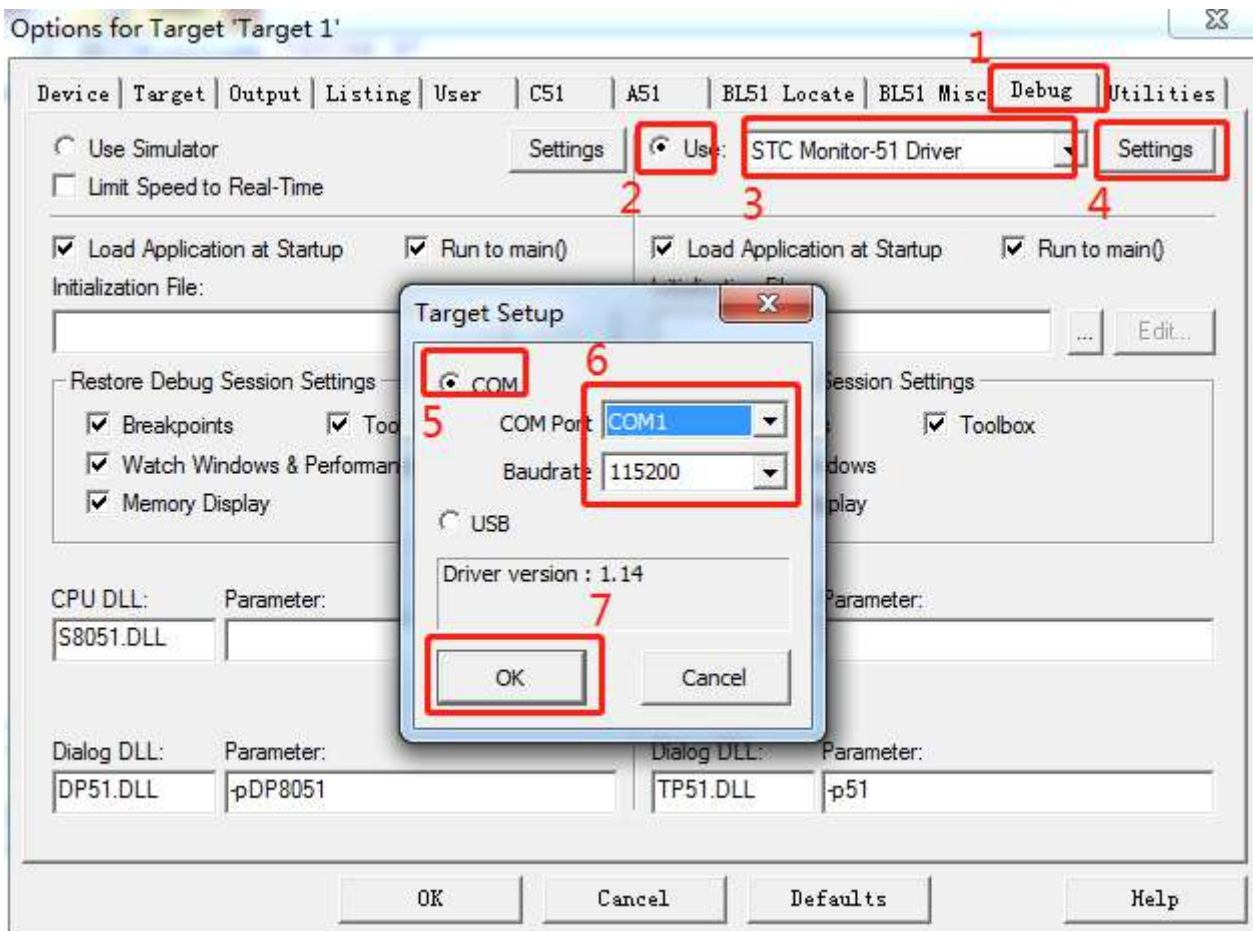 Options for Target 'Target 1'
1
Device Target Output Listing User C51 A51 BL51 Locate BL51 Misc Debug Utilities
Use Simulator Settings Use: STC Monitor-51 Driver Settings
Limit Speed to Real-Time
2 3 4
Load Application at Startup Run to main() Load Application at Startup Run to main()
Initialization File:
... Edit...
Target Setup
5 COM 6
COM Port COM1
Baudrate 115200
USB
Driver version : 1.14
7
OK Cancel
Restore Debug Session Settings Session Settings
Breakpoints Too Toolbox
Watch Windows & Performan dows
Memory Display play
CPU DLL: Parameter: Parameter:
S8051.DLL
Dialog DLL: Parameter: Dialog DLL: Parameter:
DP51.DLL -pDP8051 TP51.DLL -p51
OK Cancel Defaults Help